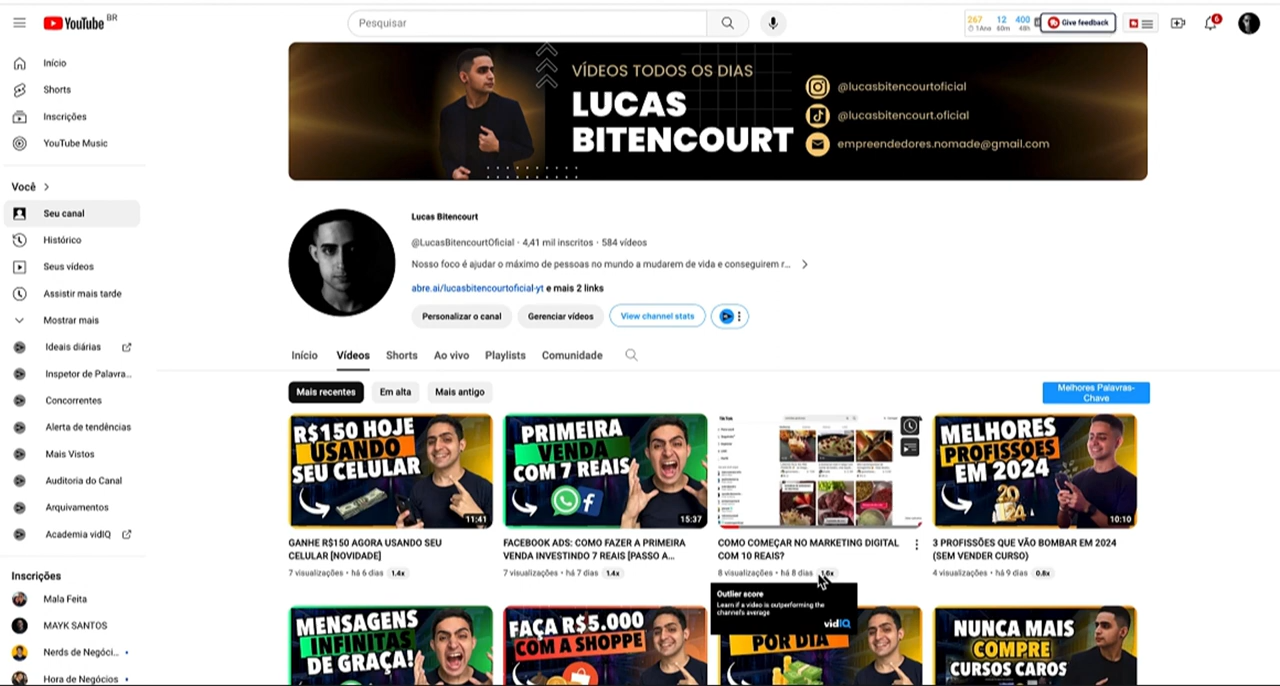 YouTube BR
Pesquisar
267 12 400
1Ano 60m 48h
Give feedback
6
Início
Shorts
Inscrições
YouTube Music
Você
Seu canal
Histórico
Seus vídeos
Assistir mais tarde
Mostrar mais
Ideais diárias
Inspetor de Palavra...
Concorrentes
Alerta de tendências
Mais Vistos
Auditoria do Canal
Arquivamentos
Academia vidIQ
Inscrições
Mala Feita
MAYK SANTOS
Nerds de Negóci...
Hora de Negócios
VÍDEOS TODOS OS DIAS
LUCAS
BITENCOURT
@lucasbitencourtoficial
@lucasbitencourt.oficial
empreendedores.nomade@gmail.com
Lucas Bitencourt
@LucasBitencourtOficial · 4,41 mil inscritos · 584 vídeos
Nosso foco é ajudar o máximo de pessoas no mundo a mudarem de vida e conseguirem r...
abre.ai/lucasbitencourtoficial-yt e mais 2 links
Personalizar o canal
Gerenciar vídeos
View channel stats
Início Vídeos Shorts Ao vivo Playlists Comunidade
Mais recentes Em alta Mais antigo
Melhores Palavras-
Chave
R$150 HOJE
USANDO
SEU CELULAR
11:41
GANHE R$150 AGORA USANDO SEU
CELULAR [NOVIDADE]
7 visualizações • há 6 dias 1.4x
PRIMEIRA
VENDA
COM 7 REAIS
15:37
FACEBOOK ADS: COMO FAZER A PRIMEIRA
VENDA INVESTINDO 7 REAIS [PASSO A...
7 visualizações • há 7 dias 1.4x
COMO COMEÇAR NO MARKETING DIGITAL
COM 10 REAIS?
8 visualizações • há 8 dias
Outlier score
Learn if a video is outperforming the
channel's average
vidIQ
MELHORES
PROFISSÕES
EM 2024
10:10
3 PROFISSÕES QUE VÃO BOMBAR EM 2024
(SEM VENDER CURSO)
4 visualizações • há 9 dias 0.8x
MENSAGENS
INFINITAS
DE GRAÇA!
FAÇA R$5.000
COM A SHOPPE
POR DIA
NUNCA MAIS
COMPRE
CURSOS CAROS